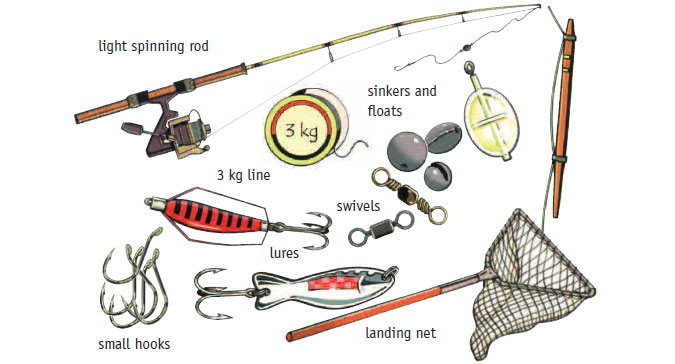 light spinning rod
sinkers and
floats
3 kg
3 kg line
swivels
lures
landing net
small hooks